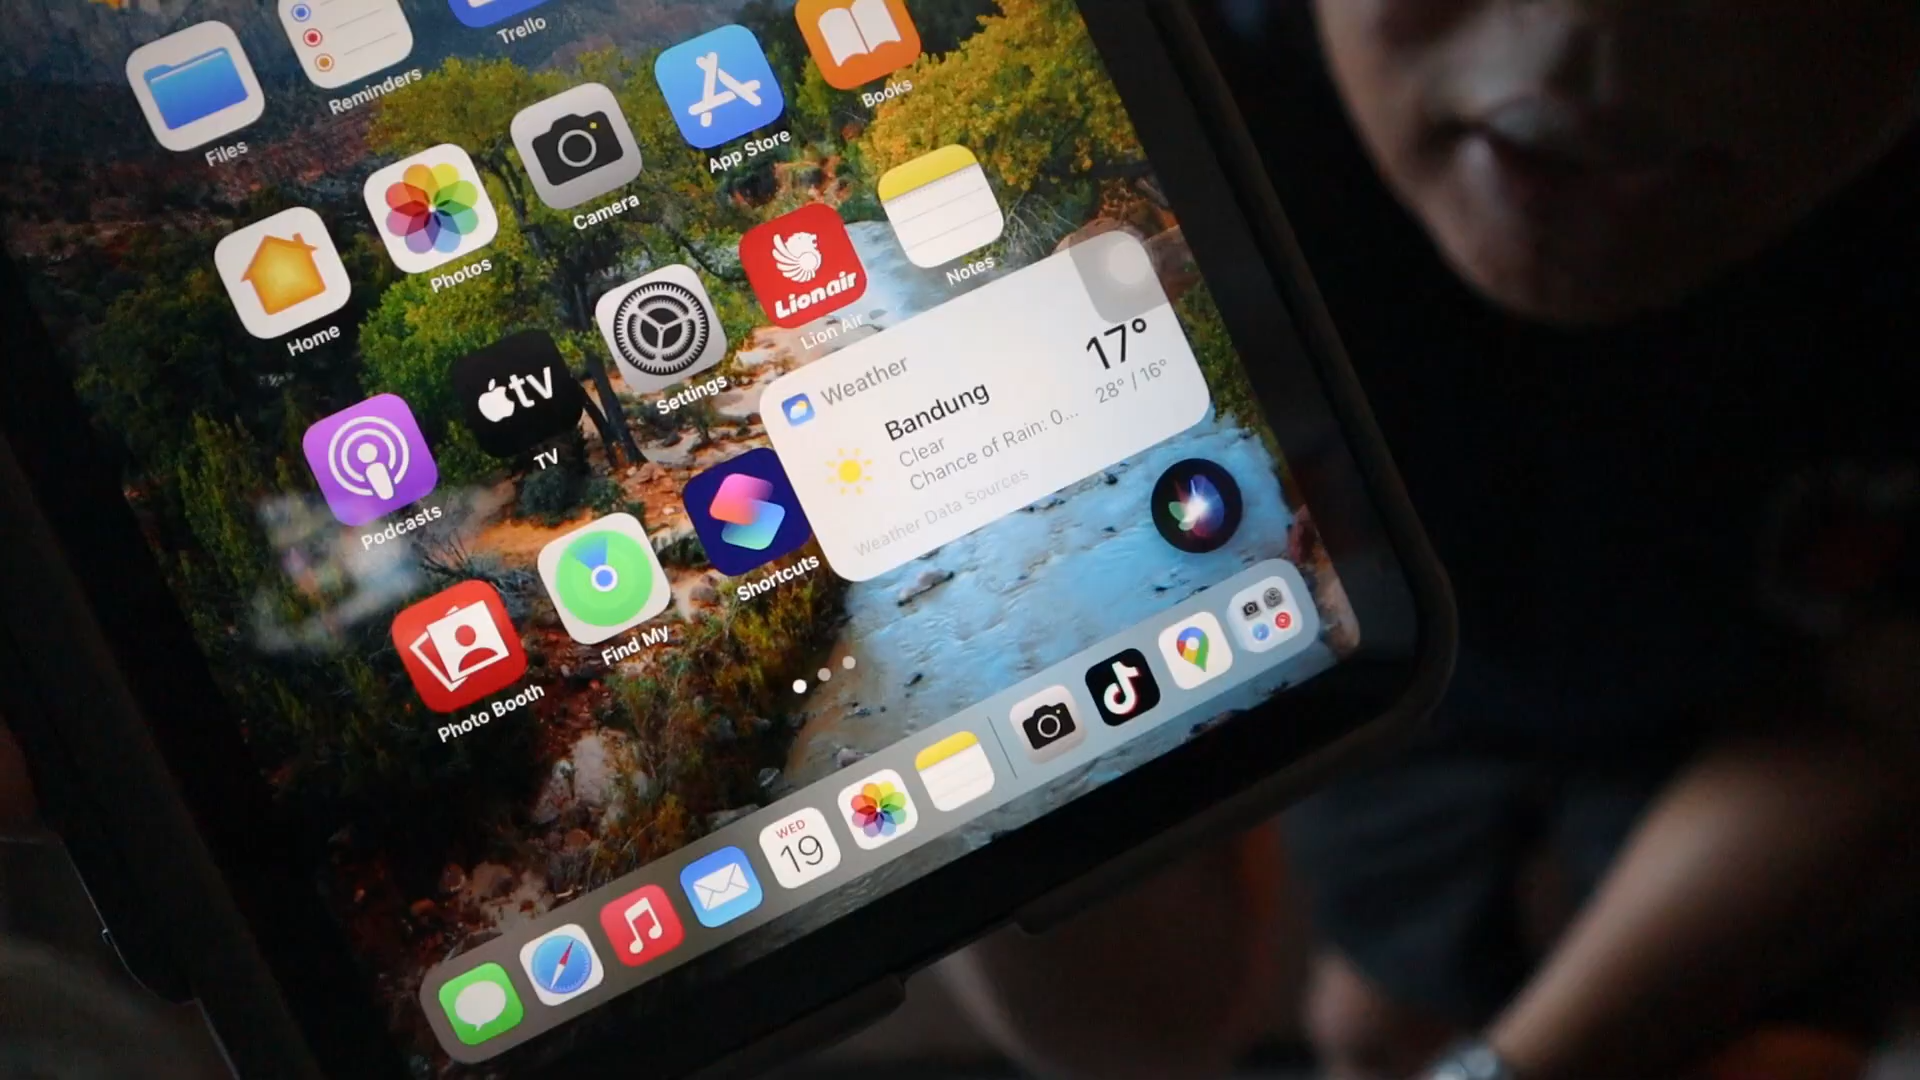 Trello
Reminders
Files
Books
App Store
Camera
Photos
Home
Notes
Lionair
Lion Air
Settings
tv
TV
Podcasts
Weather
17°
28° / 16°
Bandung
Clear
Chance of Rain: 0...
Weather Data Sources
Shortcuts
Find My
Photo Booth
WED
19